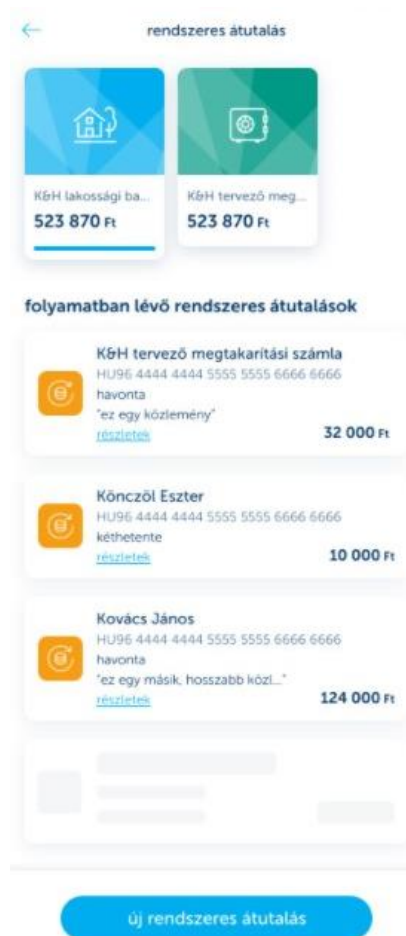 rendszeres átutalás
K&H lakossági ba...
523 870 Ft
K&H tervező meg...
523 870 Ft
folyamatban lévő rendszeres átutalások
K&H tervező megtakarítási számla
HU96 4444 4444 5555 5555 6666 6666
havonta
"ez egy közlemény"
részletek
32 000 Ft
Könczöl Eszter
HU96 4444 4444 5555 5555 6666 6666
kéthetente
részletek
10 000 Ft
Kovács János
HU96 4444 4444 5555 5555 6666 6666
havonta
"ez egy másik, hosszabb közl..."
részletek
124 000 Ft
új rendszeres átutalás